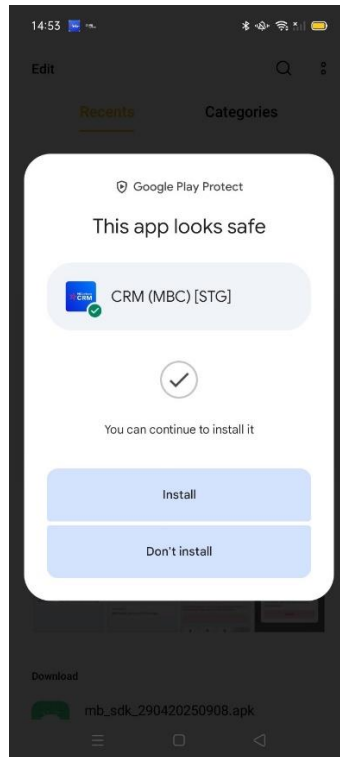 14:53
Edit
Recents
Categories
Google Play Protect
This app looks safe
CRM
CRM (MBC) [STG]
You can continue to install it
Install
Don't install
Download
mb_sdk_290420250908.apk